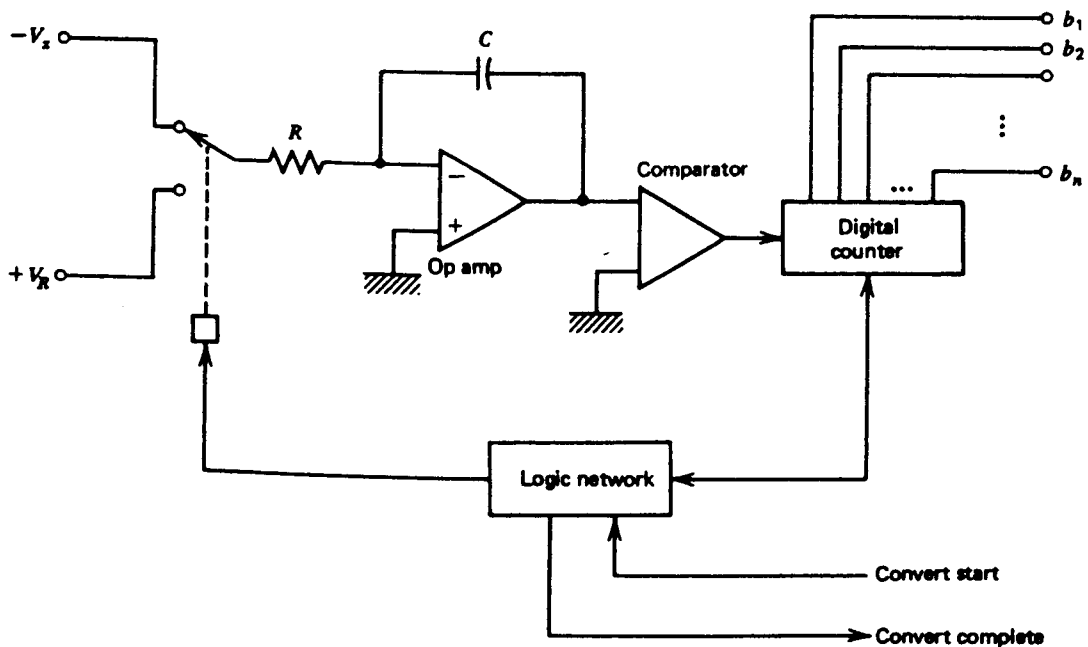 −Vx
C
b1
b2
R
⋮
−
Comparator
...
bn
+
Digital
counter
+VR
Op amp
Logic network
Convert start
Convert complete